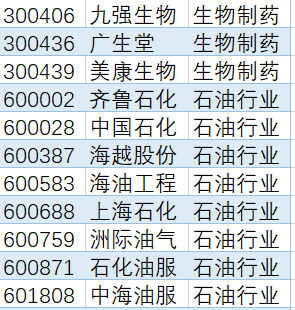 300406 九强生物 生物制药
300436 广生堂 生物制药
300439 美康生物 生物制药
600002 齐鲁石化 石油行业
600028 中国石化 石油行业
600387 海越股份 石油行业
600583 海油工程 石油行业
600688 上海石化 石油行业
600759 洲际油气 石油行业
600871 石化油服 石油行业
601808 中海油服 石油行业